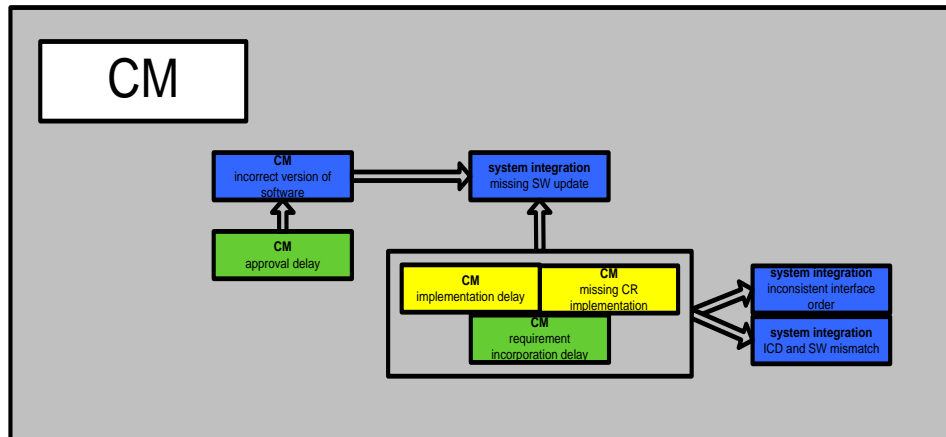 CM
CM
incorrect version of
software
system integration
missing SW update
CM
approval delay
CM
implementation delay
CM
missing CR
implementation
CM
requirement
incorporation delay
system integration
inconsistent interface
order
system integration
ICD and SW mismatch